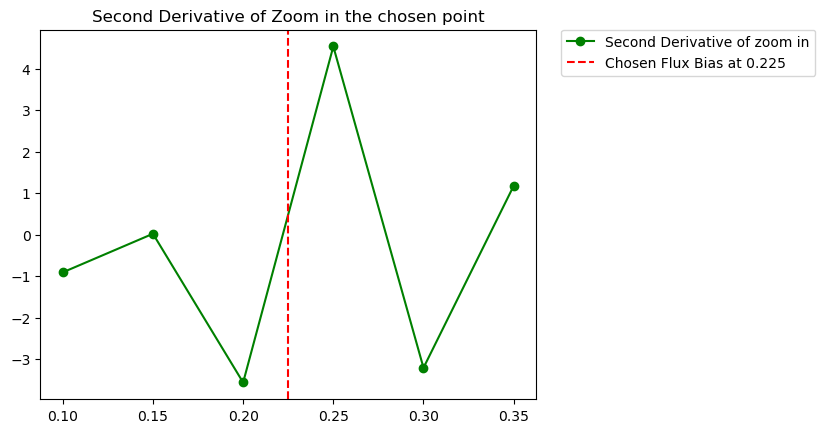 Second Derivative of Zoom in the chosen point
Second Derivative of zoom in
Chosen Flux Bias at 0.225
4
3
2
1
0
−1
−2
−3
0.10 0.15 0.20 0.25 0.30 0.35